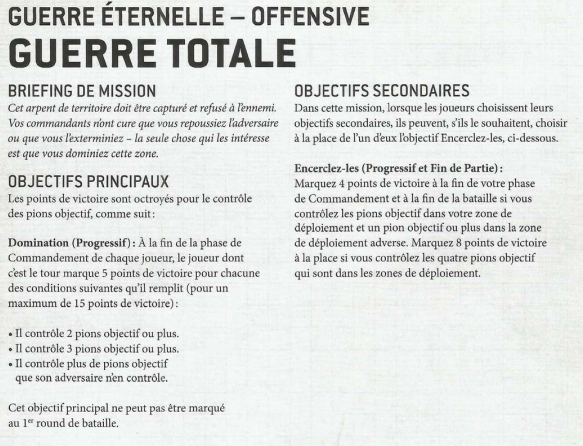 GUERRE ÉTERNELLE – OFFENSIVE
GUERRE TOTALE
BRIEFING DE MISSION
Cet arpent de territoire doit être capturé et refusé à l'ennemi.
Vos commandants n'ont cure que vous repoussiez l'adversaire
ou que vous l'exterminiez – la seule chose qui les intéresse
est que vous dominiez cette zone.
OBJECTIFS PRINCIPAUX
Les points de victoire sont octroyés pour le contrôle
des pions objectif, comme suit :
Domination (Progressif) : À la fin de la phase de
Commandement de chaque joueur, le joueur dont
c'est le tour marque 5 points de victoire pour chacune
des conditions suivantes qu'il remplit (pour un
maximum de 15 points de victoire) :
• Il contrôle 2 pions objectif ou plus.
• Il contrôle 3 pions objectif ou plus.
• Il contrôle plus de pions objectif
que son adversaire n'en contrôle.
Cet objectif principal ne peut pas être marqué
au 1er round de bataille.
OBJECTIFS SECONDAIRES
Dans cette mission, lorsque les joueurs choisissent leurs
objectifs secondaires, ils peuvent, s'ils le souhaitent, choisir
à la place de l'un d'eux l'objectif Encerclez-les, ci-dessous.
Encerclez-les (Progressif et Fin de Partie) :
Marquez 4 points de victoire à la fin de votre phase
de Commandement et à la fin de la bataille si vous
contrôlez les pions objectif dans votre zone de
déploiement et un pion objectif ou plus dans la zone
de déploiement adverse. Marquez 8 points de victoire
à la place si vous contrôlez les quatre pions objectif
qui sont dans les zones de déploiement.